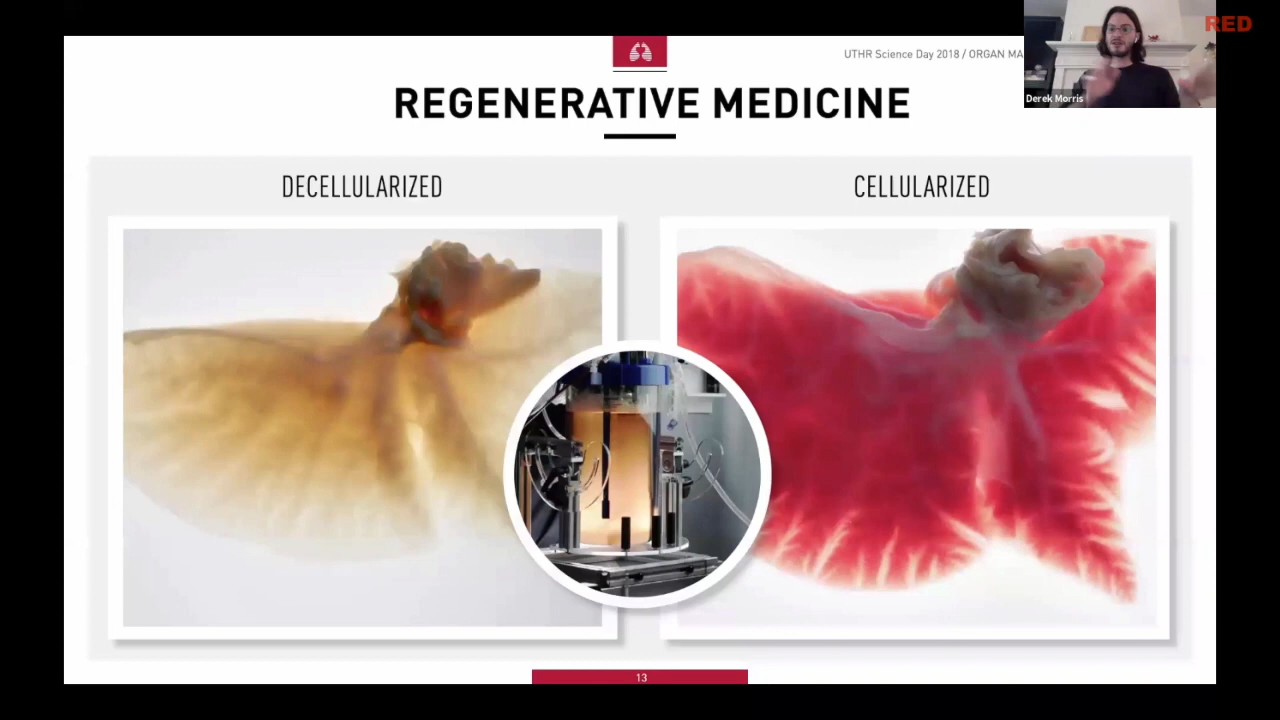 RED
UTHR Science Day 2018 / ORGAN MA
Derek Morris
REGENERATIVE MEDICINE
DECELLULARIZED
CELLULARIZED
13